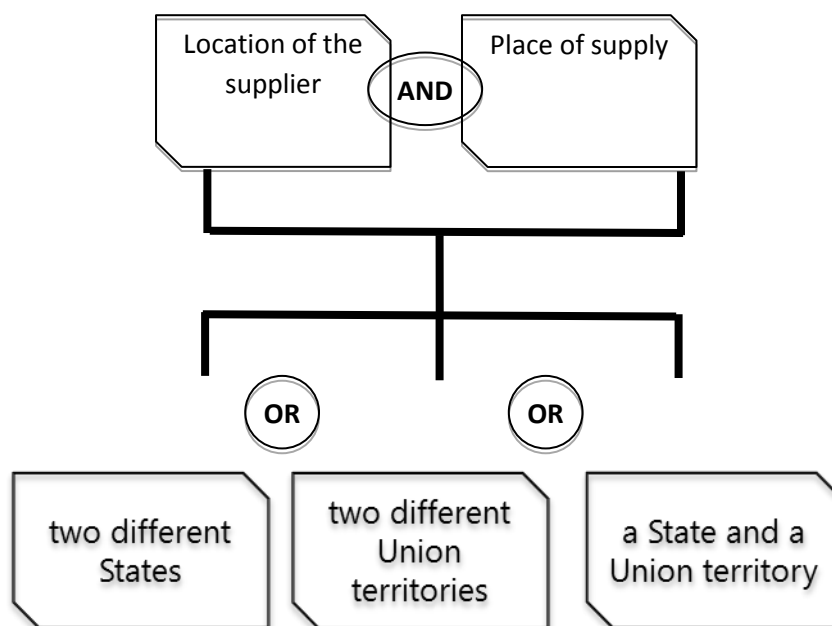 Location of the
supplier
AND
Place of supply
OR
OR
two different
States
two different
Union
territories
a State and a
Union territory